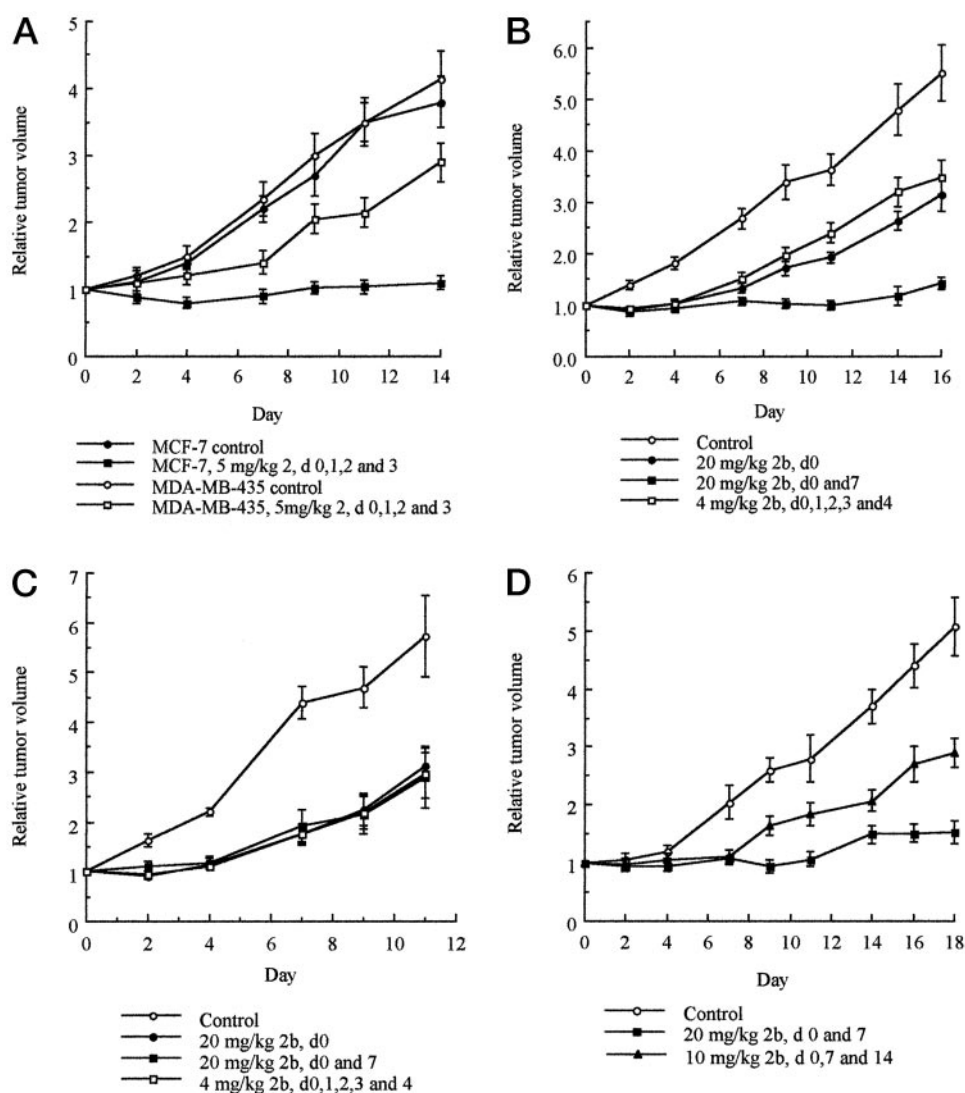 A
Relative tumor volume
5
4
3
2
1
0
0 2 4 6 8 10 12 14
Day
MCF-7 control
MCF-7, 5 mg/kg 2, d 0,1,2 and 3
MDA-MB-435 control
MDA-MB-435, 5mg/kg 2, d 0,1,2 and 3
B
Relative tumor volume
6.0
5.0
4.0
3.0
2.0
1.0
0.0
0 2 4 6 8 10 12 14 16
Day
Control
20 mg/kg 2b, d0
20 mg/kg 2b, d0 and7
4 mg/kg 2b, d0,1,2,3 and4
C
Relative tumor volume
7
6
5
4
3
2
1
0
0 2 4 6 8 10 12
Day
Control
20 mg/kg 2b, d0
20 mg/kg 2b, d0 and 7
4 mg/kg 2b, d0,1,2,3 and 4
D
Relative tumor volume
6
5
4
3
2
1
0
0 2 4 6 8 10 12 14 16 18
Day
Control
20 mg/kg 2b, d 0 and 7
10 mg/kg 2b, d 0,7 and 14